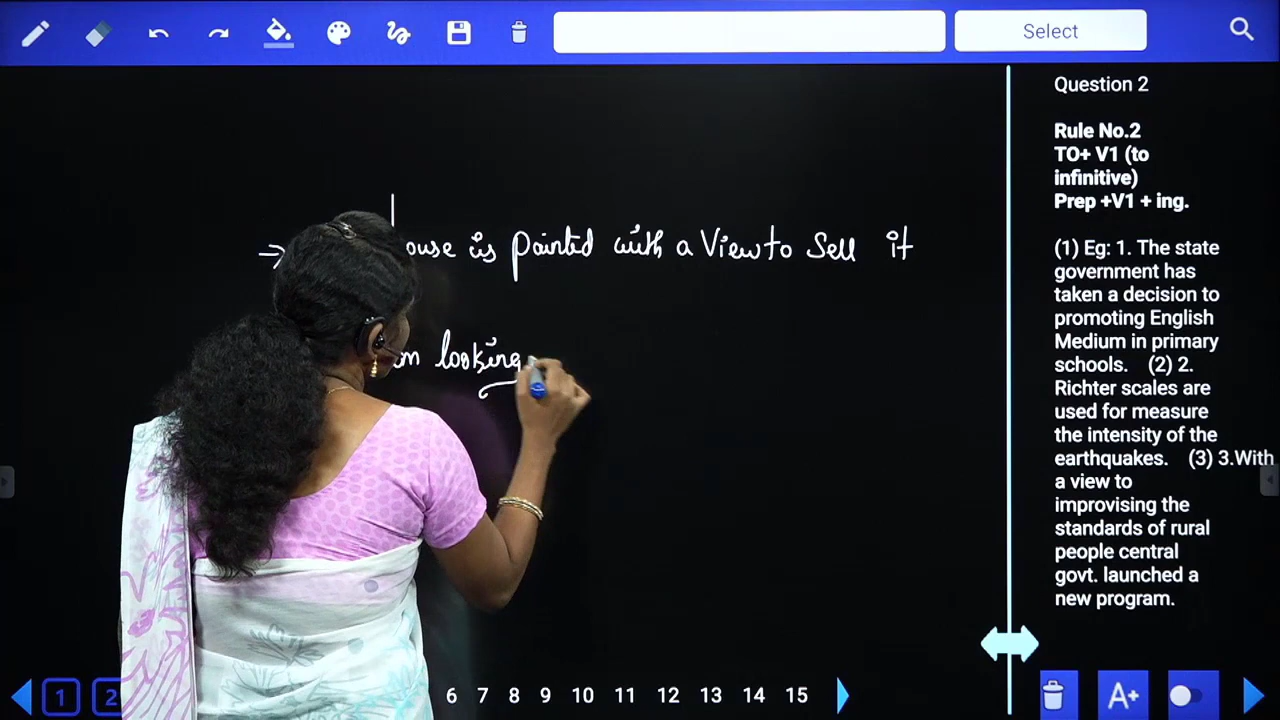 Select
Question 2
Rule No.2
TO+ V1 (to
infinitive)
Prep +V1 + ing.
(1) Eg: 1. The state
government has
taken a decision to
promoting English
Medium in primary
schools. (2) 2.
Richter scales are
used for measure
the intensity of the
earthquakes. (3) 3.With
a view to
improvising the
standards of rural
people central
govt. launched a
new program.
→ ouse is painted with a View to Sell it
m looking
1 2 6 7 8 9 10 11 12 13 14 15
A+